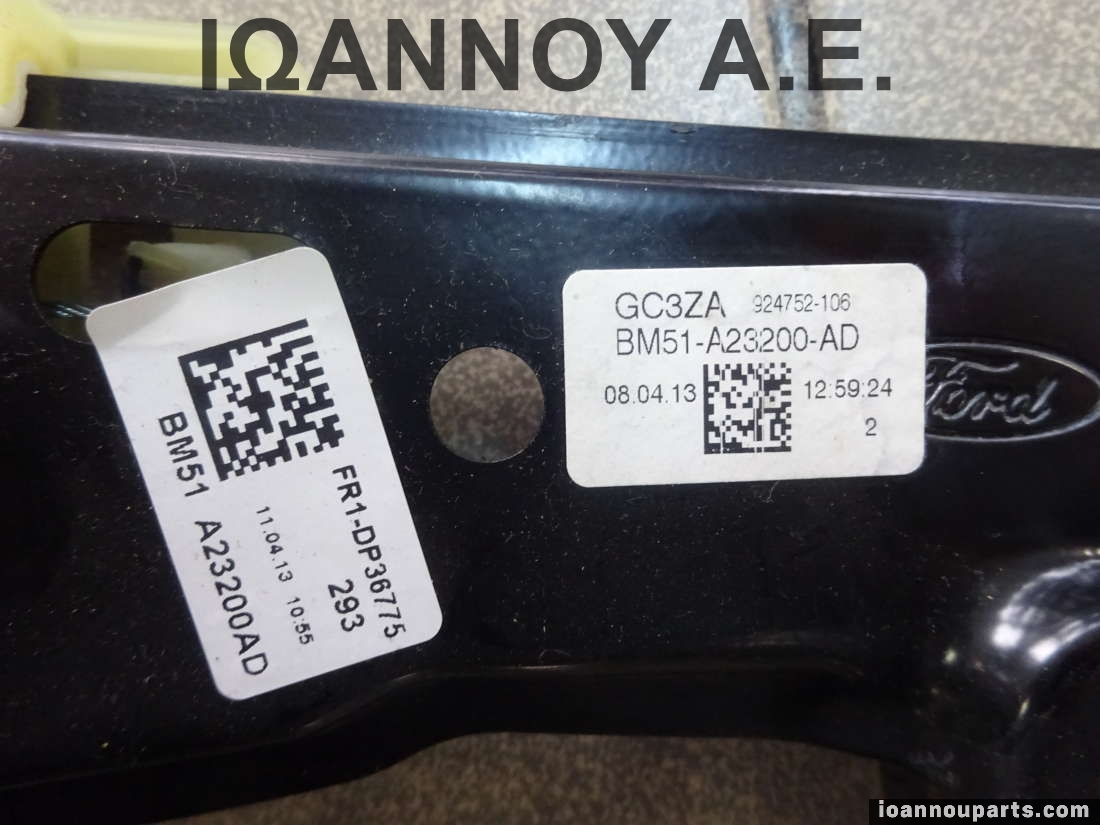 ΙΩΑΝΝΟΥ Α.Ε.
GC3ZA 924752-106
BM51-A23200-AD
08.04.13 12:59:24
2
Ford
FR1-DP36775
293
11.04.13 10:55
BM51 A23200AD
ioannouparts.com